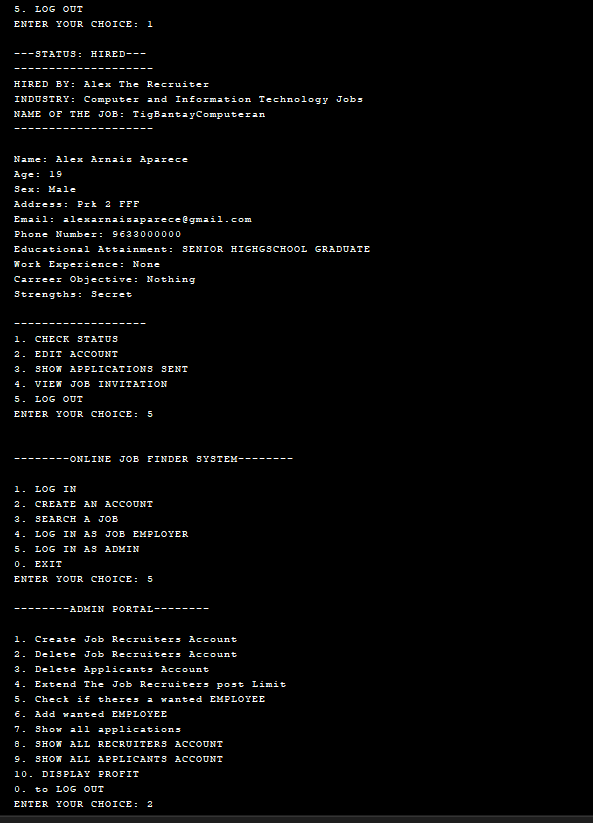 5. LOG OUT
ENTER YOUR CHOICE: 1
---STATUS: HIRED---
--------------------
HIRED BY: Alex The Recruiter
INDUSTRY: Computer and Information Technology Jobs
NAME OF THE JOB: TigBantayComputeran
--------------------
Name: Alex Arnaiz Aparece
Age: 19
Sex: Male
Address: Prk 2 FFF
Email: alexarnaizaparece@gmail.com
Phone Number: 9633000000
Educational Attainment: SENIOR HIGHGSCHOOL GRADUATE
Work Experience: None
Carreer Objective: Nothing
Strengths: Secret
-------------------
1. CHECK STATUS
2. EDIT ACCOUNT
3. SHOW APPLICATIONS SENT
4. VIEW JOB INVITATION
5. LOG OUT
ENTER YOUR CHOICE: 5
--------ONLINE JOB FINDER SYSTEM--------
1. LOG IN
2. CREATE AN ACCOUNT
3. SEARCH A JOB
4. LOG IN AS JOB EMPLOYER
5. LOG IN AS ADMIN
0. EXIT
ENTER YOUR CHOICE: 5
--------ADMIN PORTAL--------
1. Create Job Recruiters Account
2. Delete Job Recruiters Account
3. Delete Applicants Account
4. Extend The Job Recruiters post Limit
5. Check if theres a wanted EMPLOYEE
6. Add wanted EMPLOYEE
7. Show all applications
8. SHOW ALL RECRUITERS ACCOUNT
9. SHOW ALL APPLICANTS ACCOUNT
10. DISPLAY PROFIT
0. to LOG OUT
ENTER YOUR CHOICE: 2